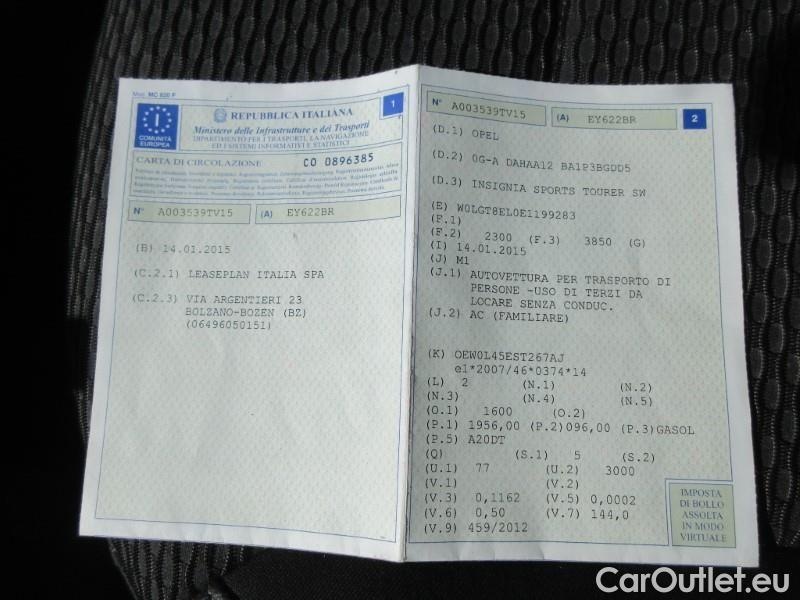 Mod. MC 820 F
I
COMUNITÀ
EUROPEA
REPUBBLICA ITALIANA
1
Ministero delle Infrastrutture e dei Trasporti
DIPARTIMENTO PER I TRASPORTI, LA NAVIGAZIONE
ED I SISTEMI INFORMATIVI E STATISTICI
CARTA DI CIRCOLAZIONE CO 0896385
N° A003539TV15 (A) EY622BR
(B) 14.01.2015
(C.2.1) LEASEPLAN ITALIA SPA
(C.2.3) VIA ARGENTIERI 23
BOLZANO-BOZEN (BZ)
(06496050151)
N° A003539TV15 (A) EY622BR 2
(D.1) OPEL
(D.2) 0G-A DAHAA12 BA1P3BGDD5
(D.3) INSIGNIA SPORTS TOURER SW
(E) W0LGT8EL0E1199283
(F.1)
(F.2) 2300 (F.3) 3850 (G)
(I) 14.01.2015
(J) M1
(J.1) AUTOVETTURA PER TRASPORTO DI
PERSONE -USO DI TERZI DA
LOCARE SENZA CONDUC.
(J.2) AC (FAMILIARE)
(K) OEW0L45EST267AJ
e1*2007/46*0374*14
(L) 2 (N.1) (N.2)
(N.3) (N.4) (N.5)
(O.1) 1600 (O.2)
(P.1) 1956,00 (P.2)096,00 (P.3)GASOL
(P.5) A20DT
(Q) (S.1) 5 (S.2)
(U.1) 77 (U.2) 3000
(V.1) (V.2)
(V.3) 0,1162 (V.5) 0,0002
(V.6) 0,50 (V.7) 144,0
(V.9) 459/2012
IMPOSTA
DI BOLLO
ASSOLTA
IN MODO
VIRTUALE
CarOutlet.eu